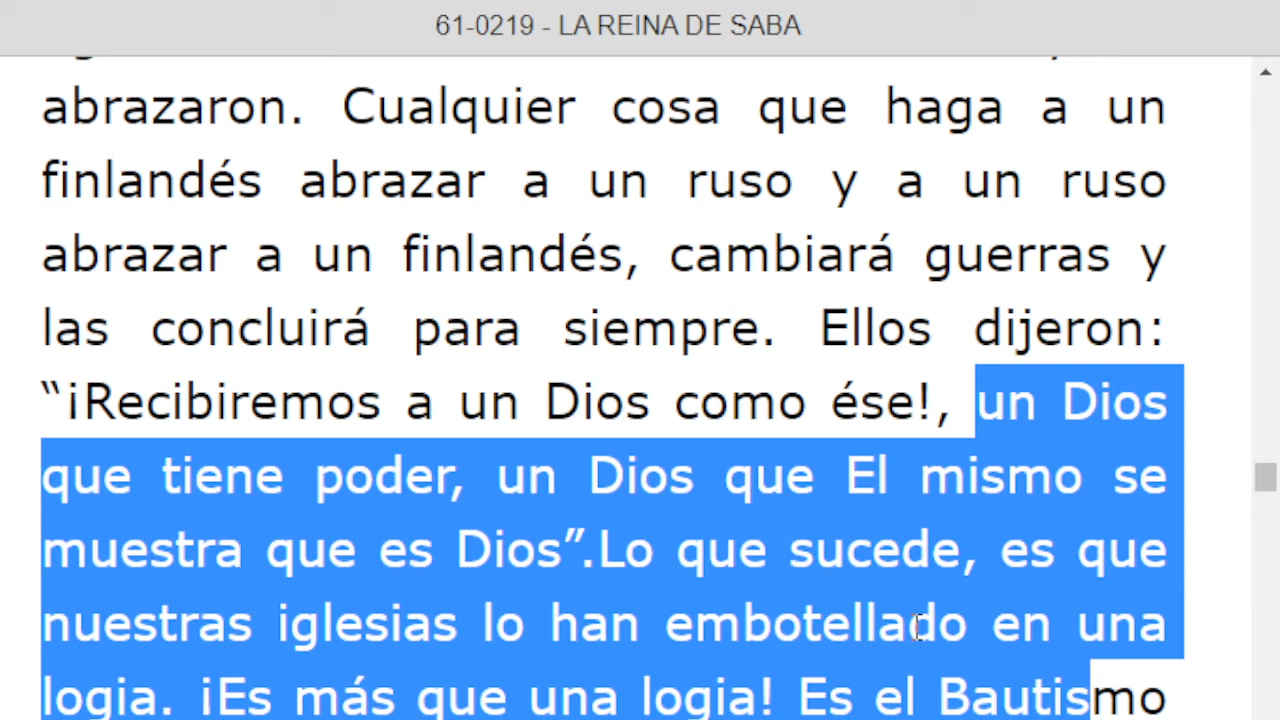 61-0219 - LA REINA DE SABA
abrazaron. Cualquier cosa que haga a un
finlandés abrazar a un ruso y a un ruso
abrazar a un finlandés, cambiará guerras y
las concluirá para siempre. Ellos dijeron:
“¡Recibiremos a un Dios como ése!, un Dios
que tiene poder, un Dios que El mismo se
muestra que es Dios”.Lo que sucede, es que
nuestras iglesias lo han embotellado en una
logia. ¡Es más que una logia! Es el Bautismo